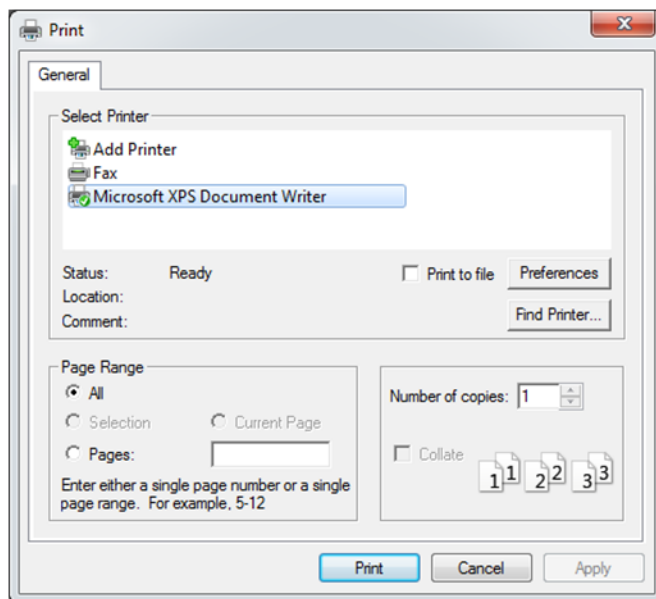 Print
General
Select Printer
Add Printer
Fax
Microsoft XPS Document Writer
Status: Ready
Print to file
Preferences
Location:
Comment:
Find Printer...
Page Range
All
Selection
Current Page
Pages:
Enter either a single page number or a single
page range. For example, 5-12
Number of copies: 1
Collate
1 1 2 2 3 3
Print
Cancel
Apply